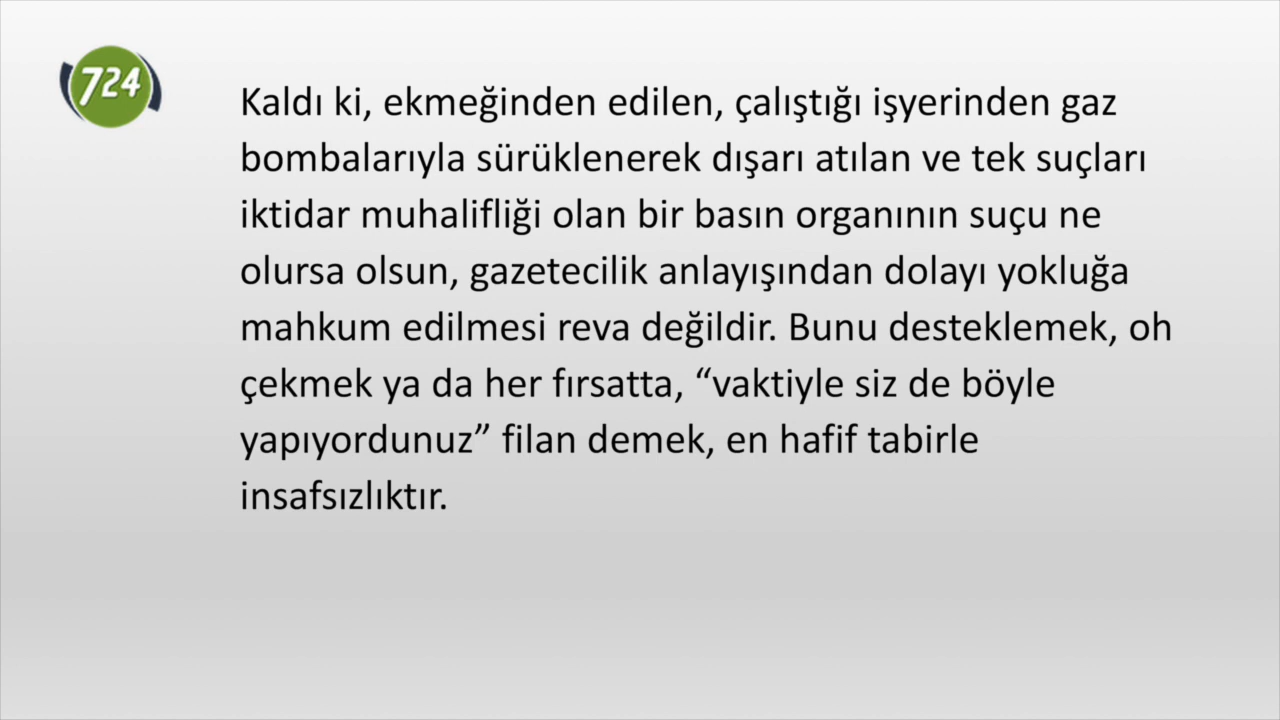 724
Kaldı ki, ekmeğinden edilen, çalıştığı işyerinden gaz
bombalarıyla sürüklenerek dışarı atılan ve tek suçları
iktidar muhalifliği olan bir basın organının suçu ne
olursa olsun, gazetecilik anlayışından dolayı yokluğa
mahkum edilmesi reva değildir. Bunu desteklemek, oh
çekmek ya da her fırsatta, “vaktiyle siz de böyle
yapıyordunuz” filan demek, en hafif tabirle
insafsızlıktır.